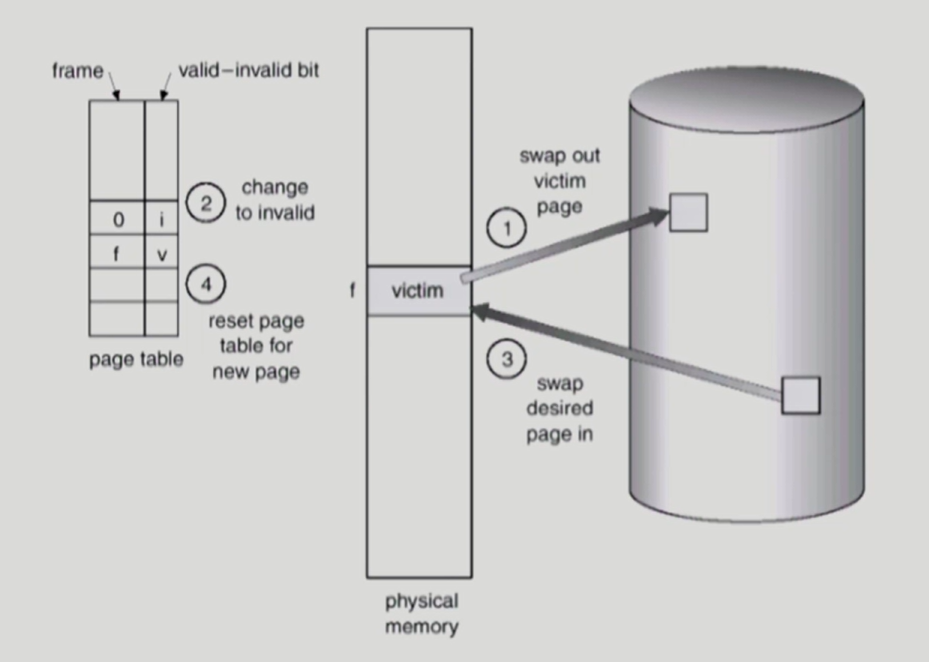 frame
valid–invalid bit
2
change
to invalid
0 i
f v
4
reset page
table for
new page
page table
f
victim
physical
memory
1
swap out
victim
page
3
swap
desired
page in